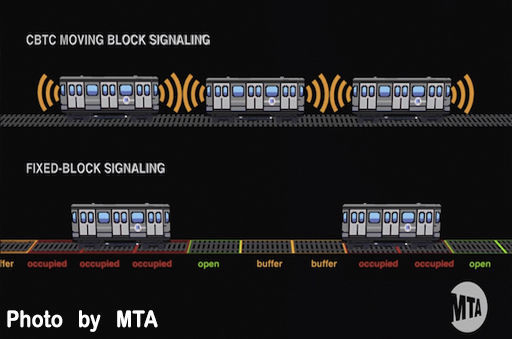 CBTC MOVING BLOCK SIGNALING
FIXED-BLOCK SIGNALING
ffer occupied occupied occupied open buffer buffer occupied occupied open
MTA
Photo by MTA